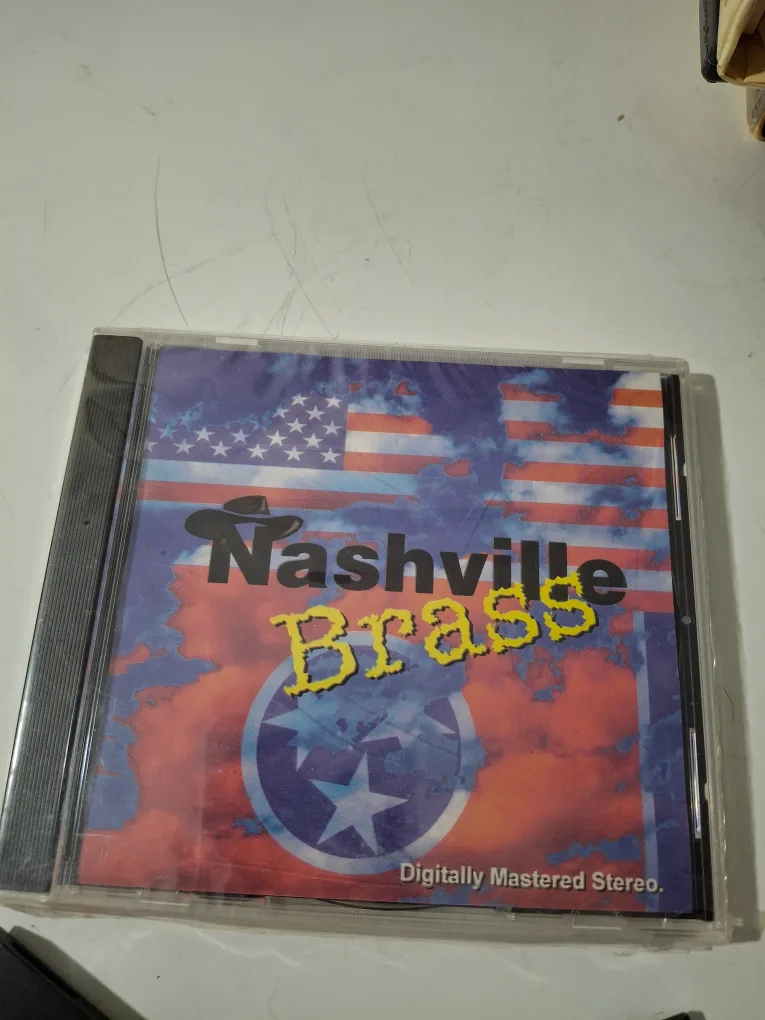 Nashville
Brass
Digitally Mastered Stereo.